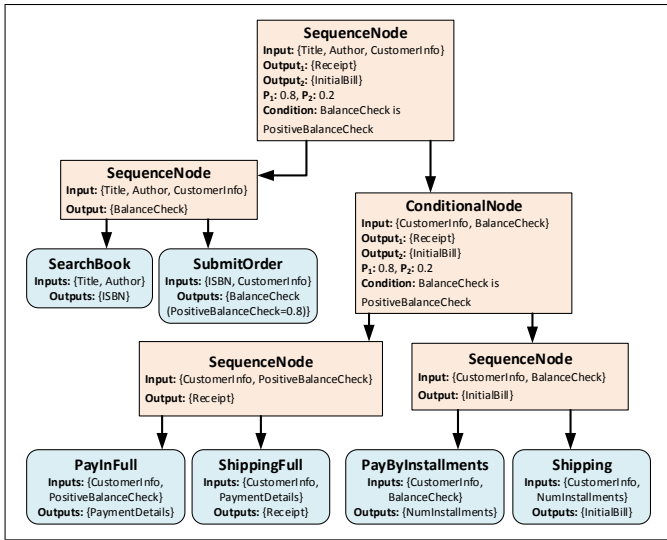 SequenceNode
Input: {Title, Author, CustomerInfo}
Output₁: {Receipt}
Output₂: {InitialBill}
P₁: 0.8, P₂: 0.2
Condition: BalanceCheck is
PositiveBalanceCheck
SequenceNode
Input: {Title, Author, CustomerInfo}
Output: {BalanceCheck}
ConditionalNode
Input: {CustomerInfo, BalanceCheck}
Output₁: {Receipt}
Output₂: {InitialBill}
P₁: 0.8, P₂: 0.2
Condition: BalanceCheck is
PositiveBalanceCheck
SearchBook
Inputs: {Title, Author}
Outputs: {ISBN}
SubmitOrder
Inputs: {ISBN, CustomerInfo}
Outputs: {BalanceCheck
(PositiveBalanceCheck=0.8)}
SequenceNode
Input: {CustomerInfo, PositiveBalanceCheck}
Output: {Receipt}
SequenceNode
Input: {CustomerInfo, BalanceCheck}
Output: {InitialBill}
PayInFull
Inputs: {CustomerInfo,
PositiveBalanceCheck}
Outputs: {PaymentDetails}
ShippingFull
Inputs: {CustomerInfo,
PaymentDetails}
Outputs: {Receipt}
PayByInstallments
Inputs: {CustomerInfo,
BalanceCheck}
Outputs: {NumInstallments}
Shipping
Inputs: {CustomerInfo,
NumInstallments}
Outputs: {InitialBill}